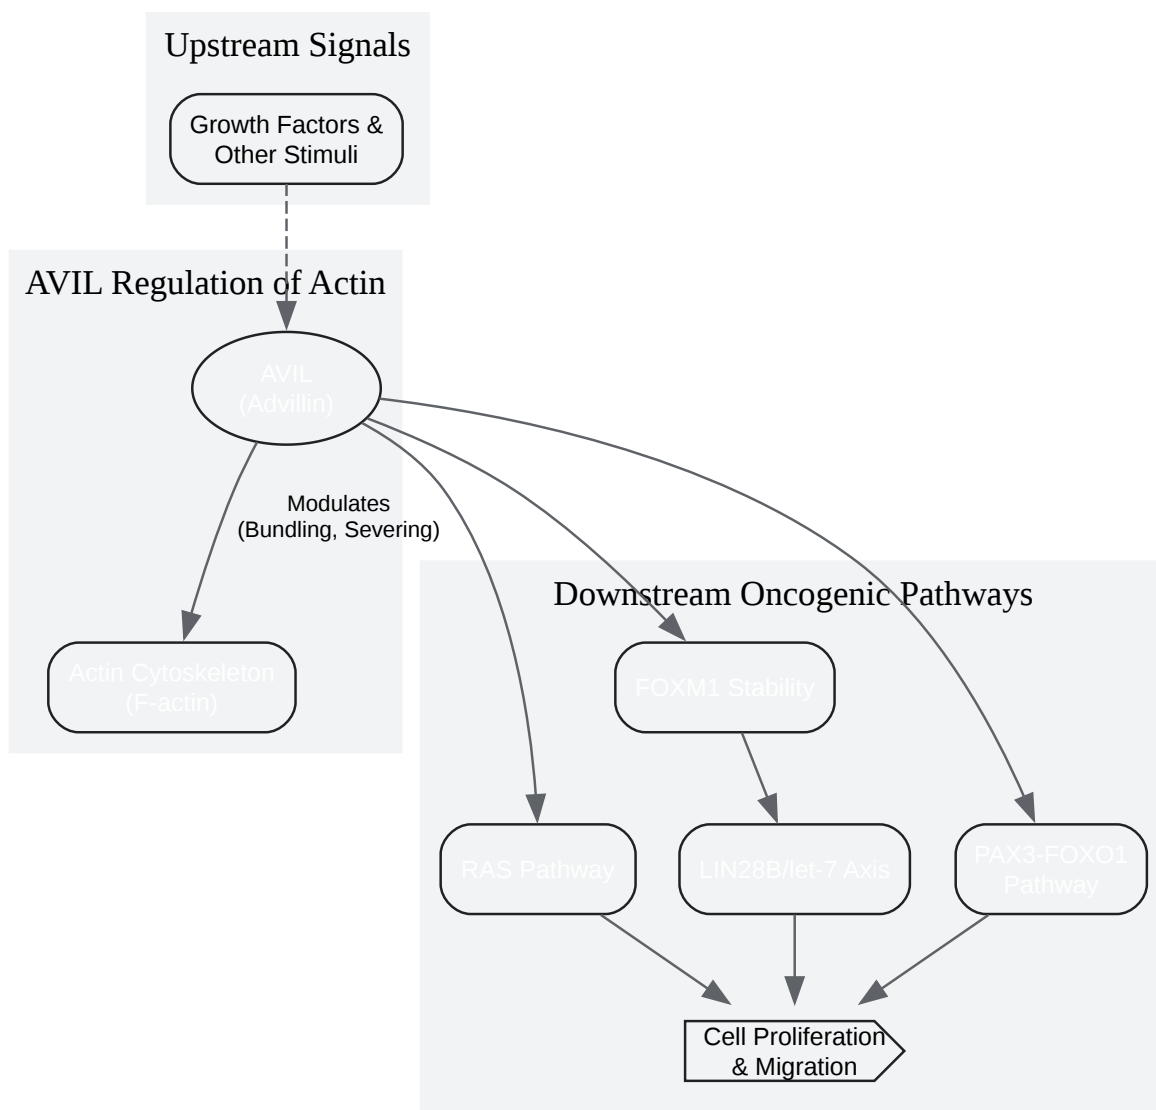 Upstream Signals
Growth Factors &
Other Stimuli
AVIL Regulation of Actin
AVIL
(Advillin)
Modulates
(Bundling, Severing)
Actin Cytoskeleton
(F-actin)
Downstream Oncogenic Pathways
FOXM1 Stability
RAS Pathway
LIN28B/let-7 Axis
PAX3-FOXO1
Pathway
Cell Proliferation
& Migration